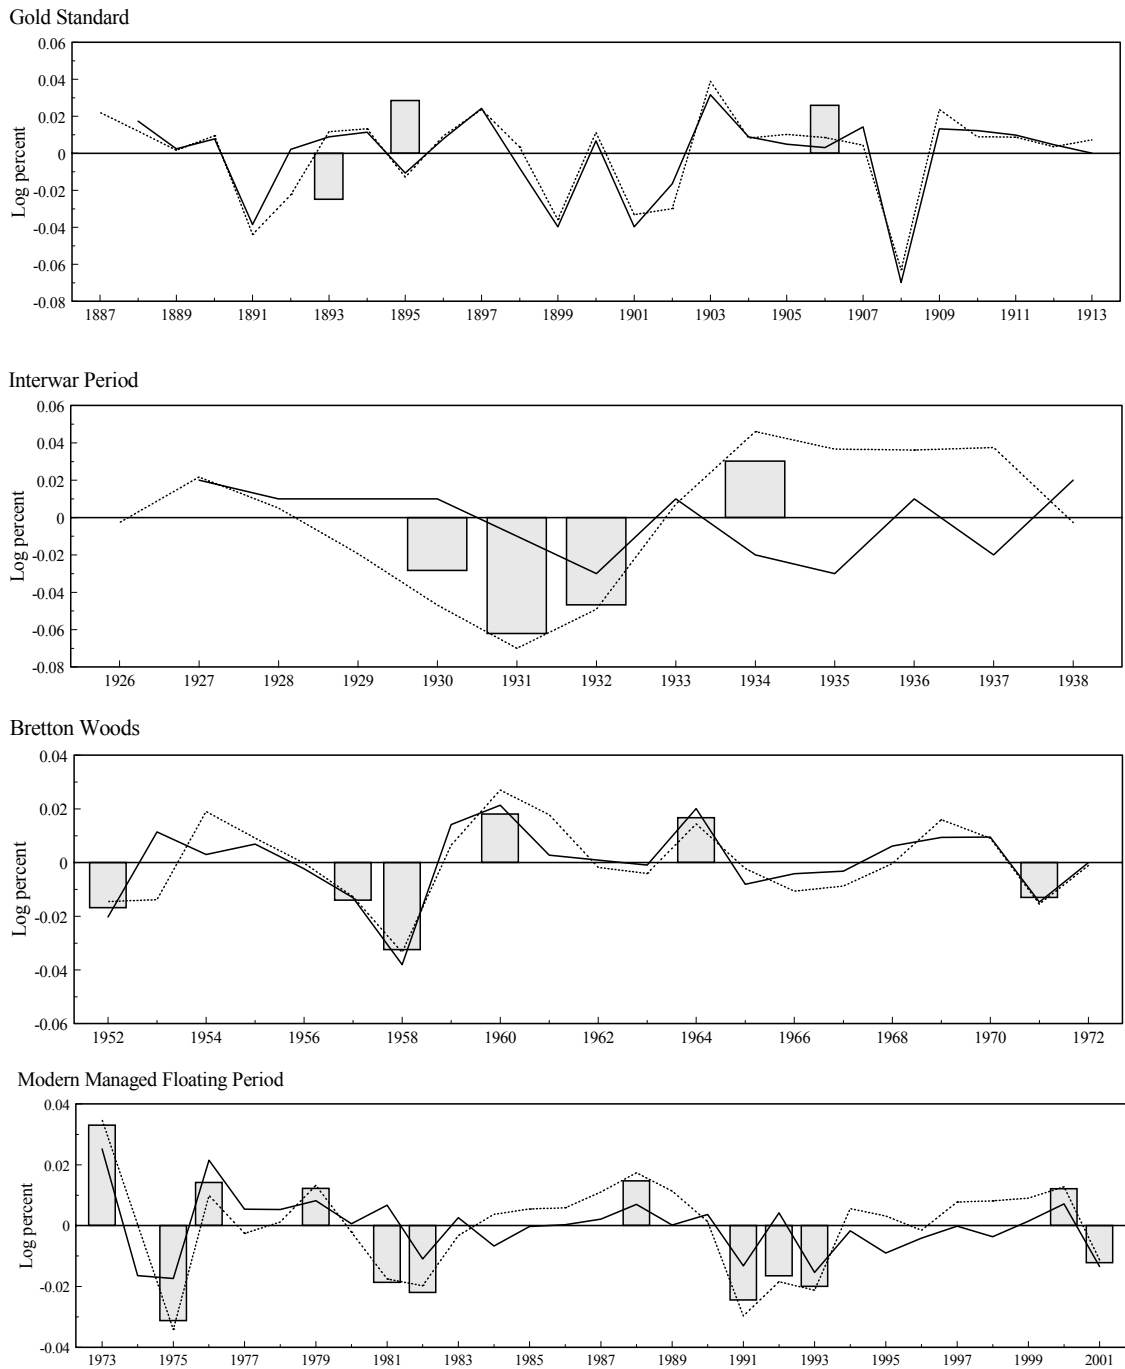 Gold Standard
0.06
0.04
0.02
0
-0.02
-0.04
-0.06
-0.08
Log percent
1887 1889 1891 1893 1895 1897 1899 1901 1903 1905 1907 1909 1911 1913
Interwar Period
0.06
0.04
0.02
0
-0.02
-0.04
-0.06
-0.08
Log percent
1926 1927 1928 1929 1930 1931 1932 1933 1934 1935 1936 1937 1938
Bretton Woods
0.04
0.02
0
-0.02
-0.04
-0.06
Log percent
1952 1954 1956 1958 1960 1962 1964 1966 1968 1970 1972
Modern Managed Floating Period
0.04
0.02
0
-0.02
-0.04
Log percent
1973 1975 1977 1979 1981 1983 1985 1987 1989 1991 1993 1995 1997 1999 2001